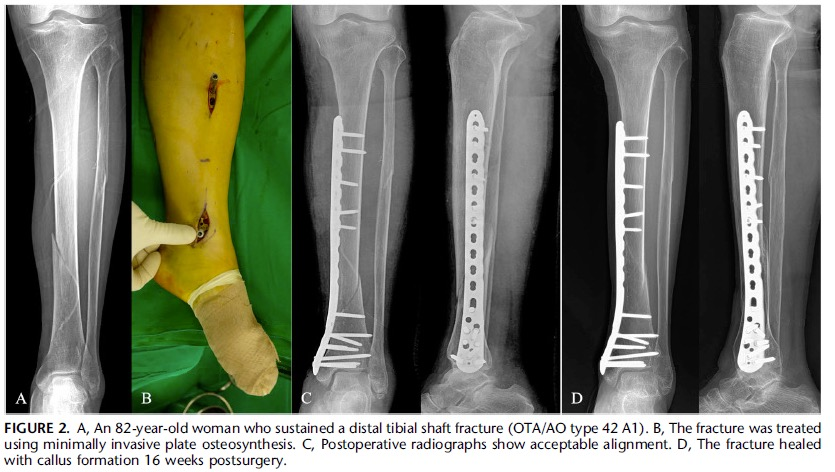 A
B
C
D
FIGURE 2. A, An 82-year-old woman who sustained a distal tibial shaft fracture (OTA/AO type 42 A1). B, The fracture was treated
using minimally invasive plate osteosynthesis. C, Postoperative radiographs show acceptable alignment. D, The fracture healed
with callus formation 16 weeks postsurgery.